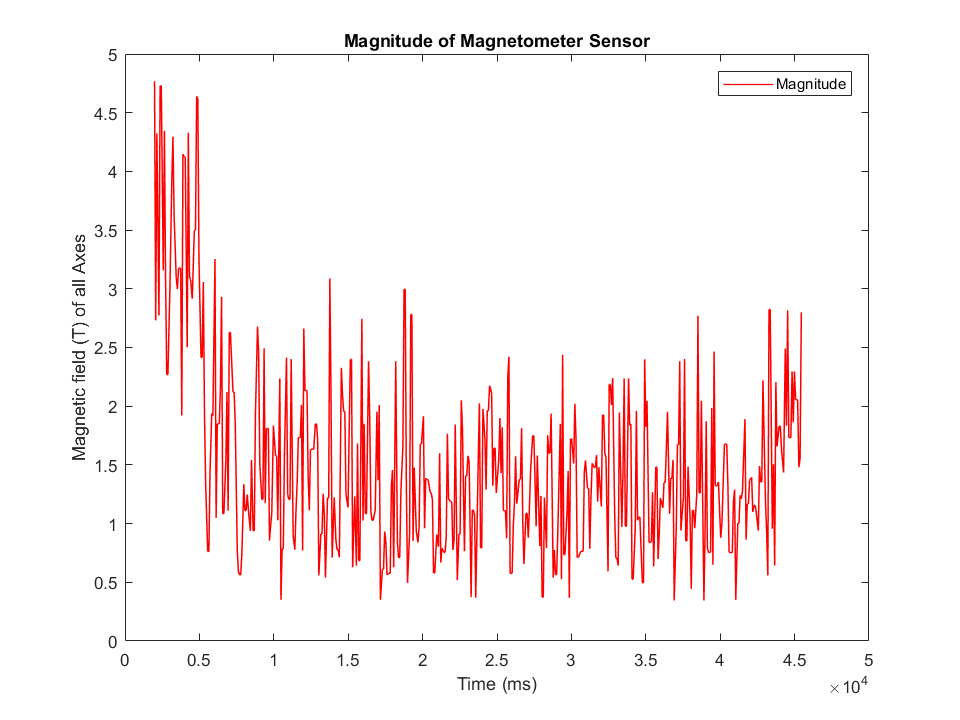 Magnitude of Magnetometer Sensor
Magnitude
Magnetic field (T) of all Axes
5
4.5
4
3.5
3
2.5
2
1.5
1
0.5
0
0 0.5 1 1.5 2 2.5 3 3.5 4 4.5 5
Time (ms)
×10⁴